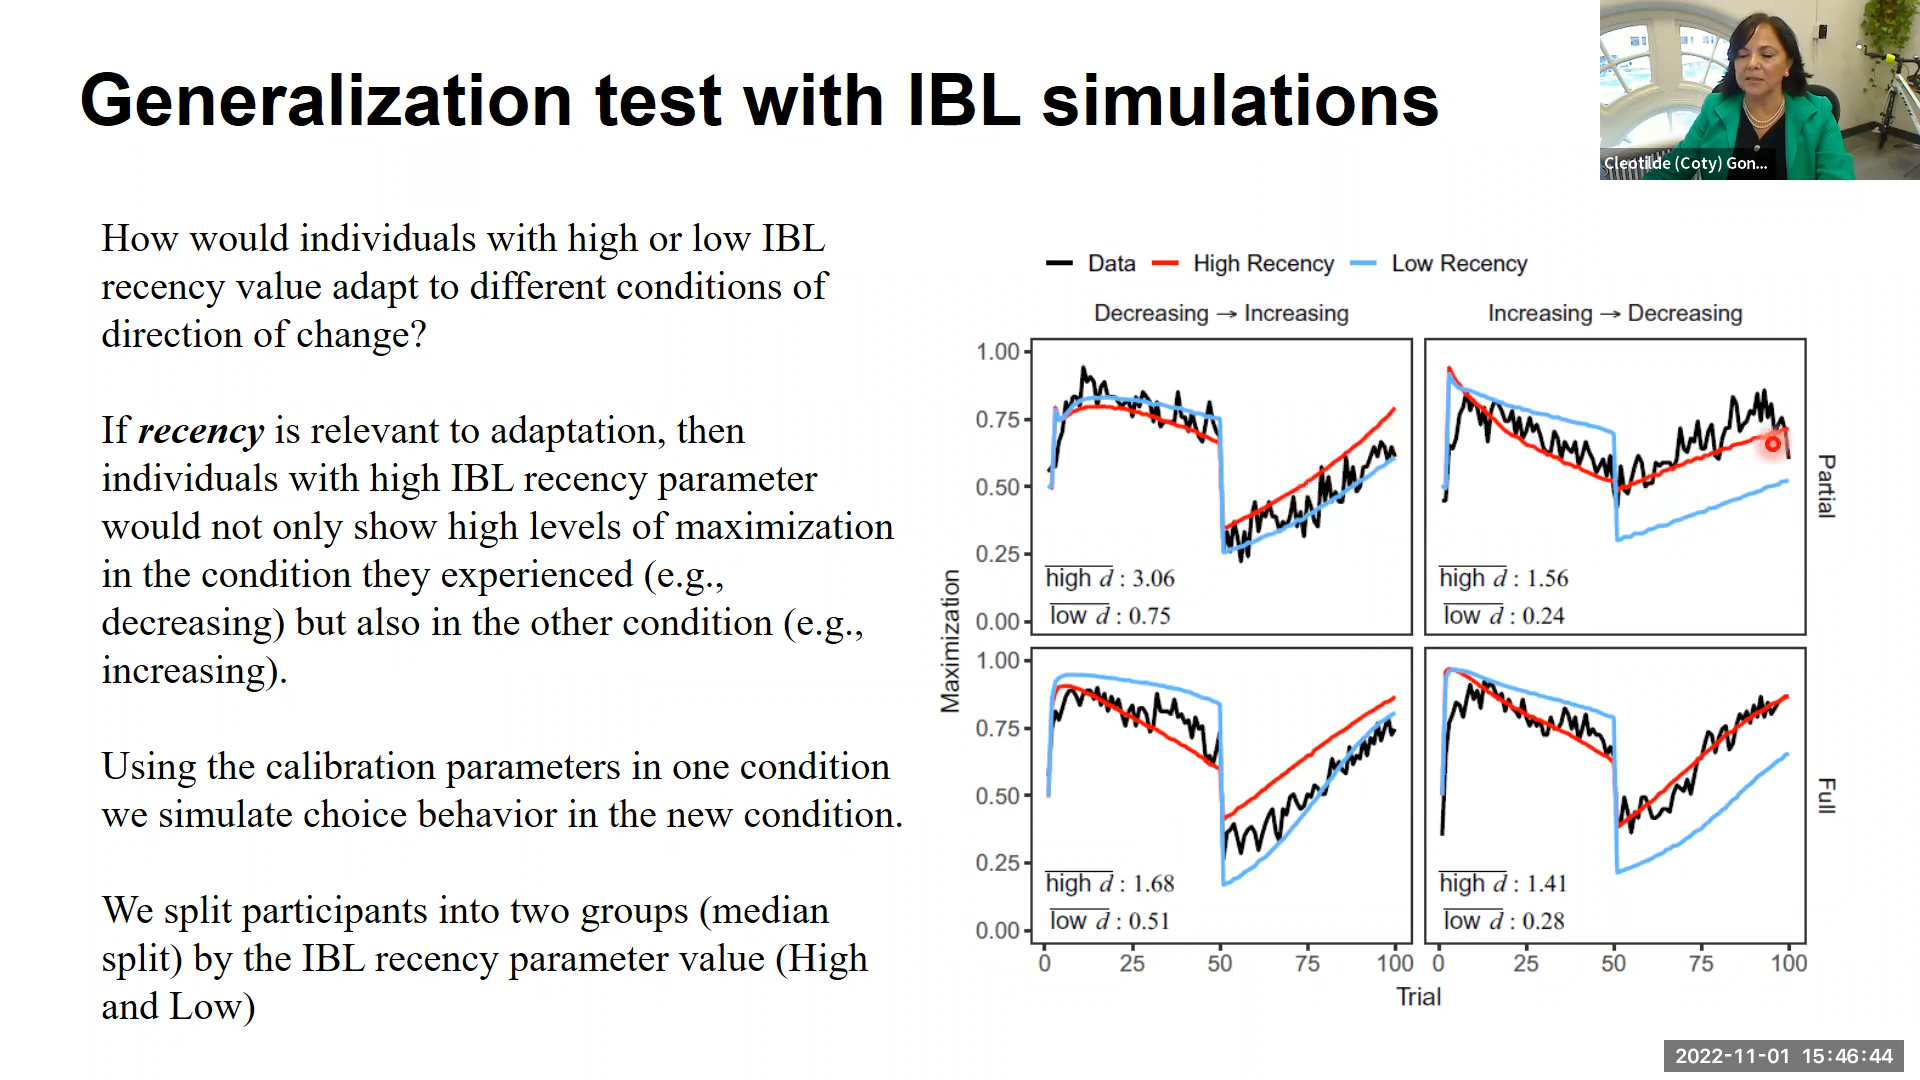 Generalization test with IBL simulations
Cleotilde (Coty) Gon...
How would individuals with high or low IBL
recency value adapt to different conditions of
direction of change?
If recency is relevant to adaptation, then
individuals with high IBL recency parameter
would not only show high levels of maximization
in the condition they experienced (e.g.,
decreasing) but also in the other condition (e.g.,
increasing).
Using the calibration parameters in one condition
we simulate choice behavior in the new condition.
We split participants into two groups (median
split) by the IBL recency parameter value (High
and Low)
Data High Recency Low Recency
Decreasing → Increasing
Increasing → Decreasing
Maximization
1.00
0.75
0.50
0.25
0.00
high d : 3.06
low d : 0.75
high d : 1.56
low d : 0.24
Partial
1.00
0.75
0.50
0.25
0.00
high d : 1.68
low d : 0.51
high d : 1.41
low d : 0.28
Full
0 25 50 75 100 0 25 50 75 100
Trial
2022-11-01 15:46:44